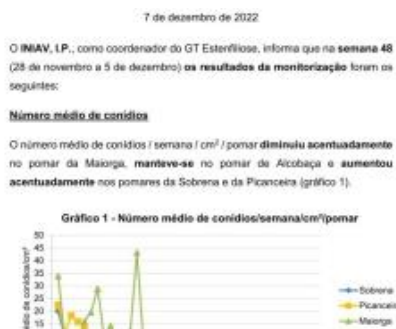 7 de dezembro de 2022
O INIAV, I.P., como coordenador do GT Estenfiliose, informa que na semana 48
(28 de novembro a 5 de dezembro) os resultados da monitorização foram os
seguintes:
Número médio de conídios
O número médio de conídios / semana / cm² / pomar diminuiu acentuadamente
no pomar da Maiorga, manteve-se no pomar de Alcobaça e aumentou
acentuadamente nos pomares da Sobrena e da Picanceira (gráfico 1).
Gráfico 1 - Número médio de conídios/semana/cm²/pomar
50
45
40
35
30
25
20
15
dio de conídios/cm²
Sobrena
Picanceira
Maiorga